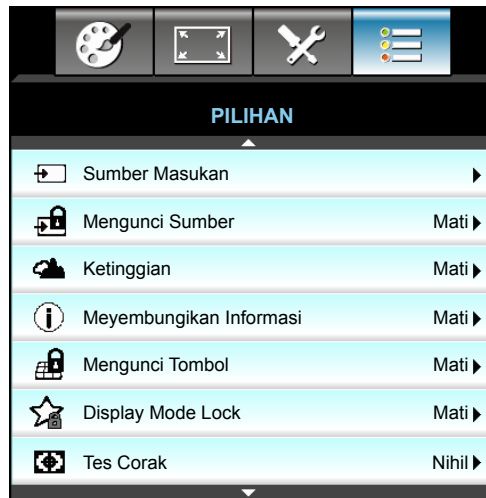 PILIHAN
Sumber Masukan
Mengunci Sumber Mati
Ketinggian Mati
Meyembungikan Informasi Mati
Mengunci Tombol Mati
Display Mode Lock Mati
Tes Corak Nihil